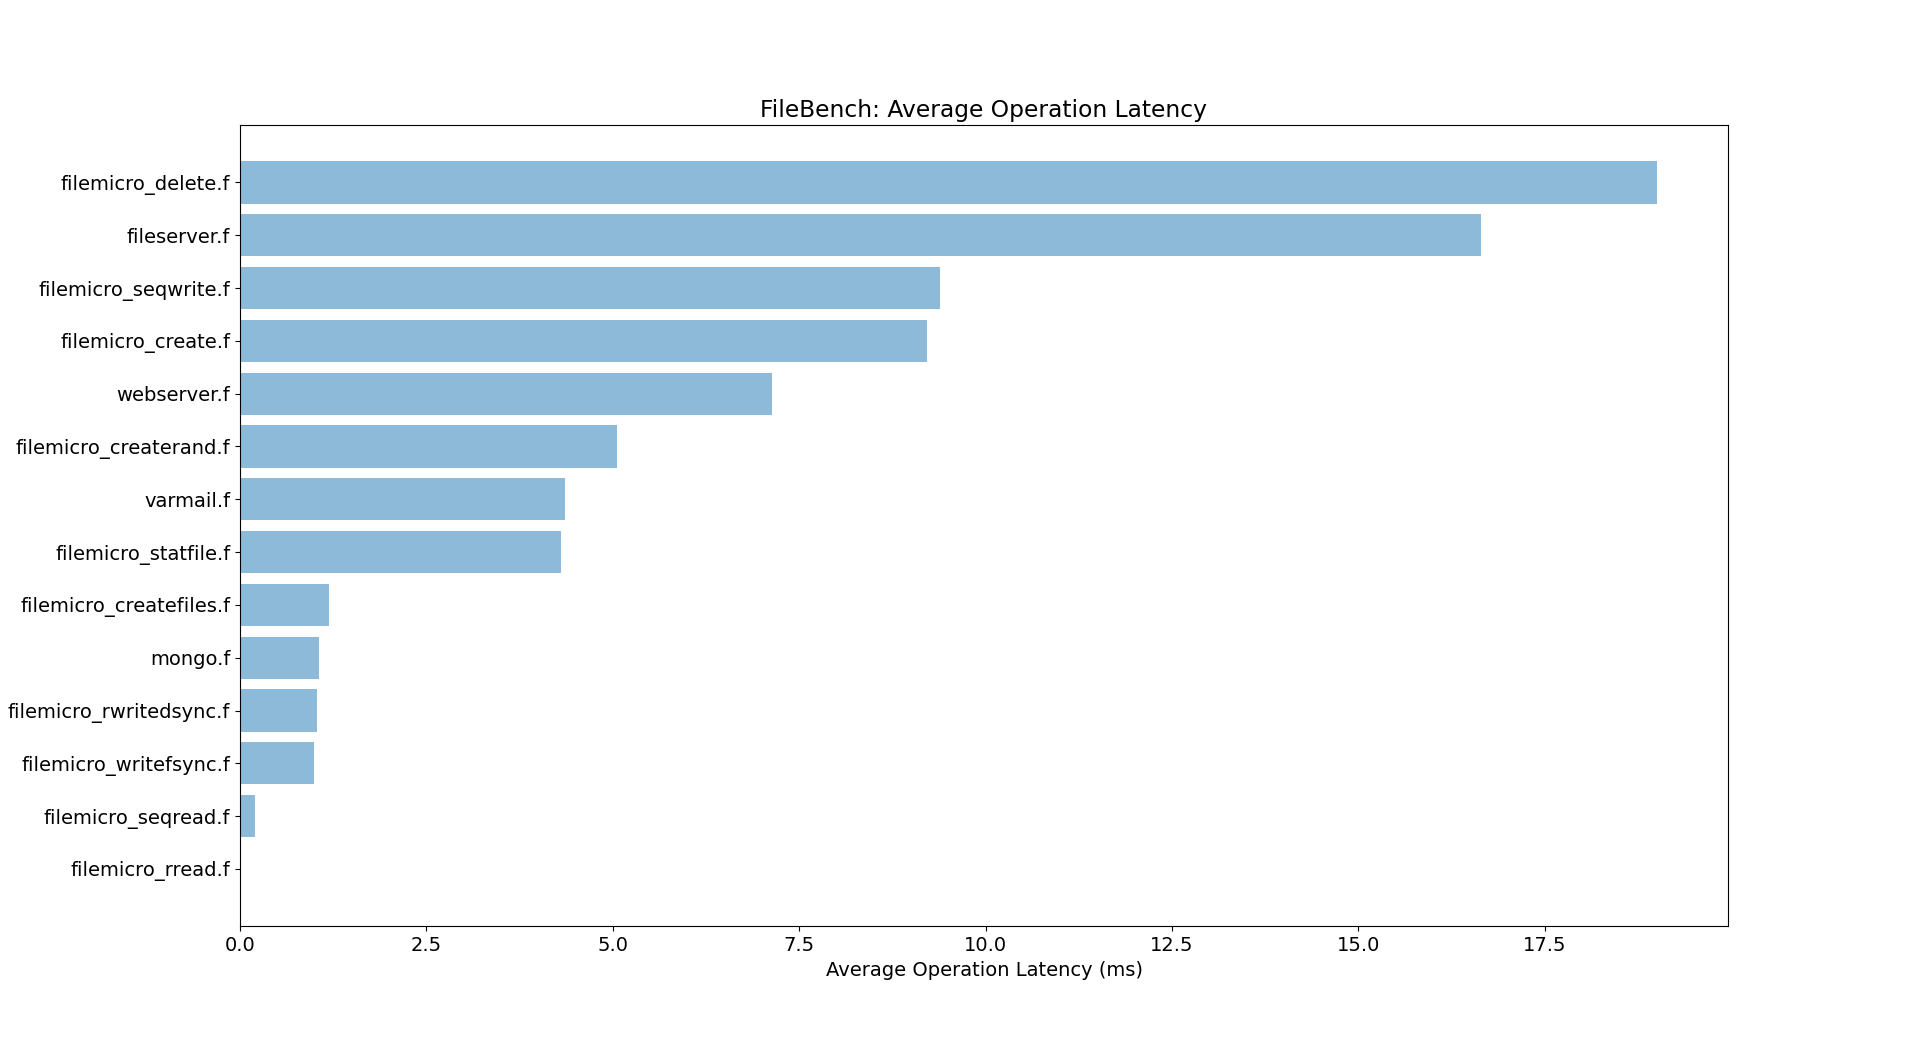 FileBench: Average Operation Latency
filemicro_delete.f
fileserver.f
filemicro_seqwrite.f
filemicro_create.f
webserver.f
filemicro_createrand.f
varmail.f
filemicro_statfile.f
filemicro_createfiles.f
mongo.f
filemicro_rwritedsync.f
filemicro_writefsync.f
filemicro_seqread.f
filemicro_rread.f
0.0 2.5 5.0 7.5 10.0 12.5 15.0 17.5
Average Operation Latency (ms)